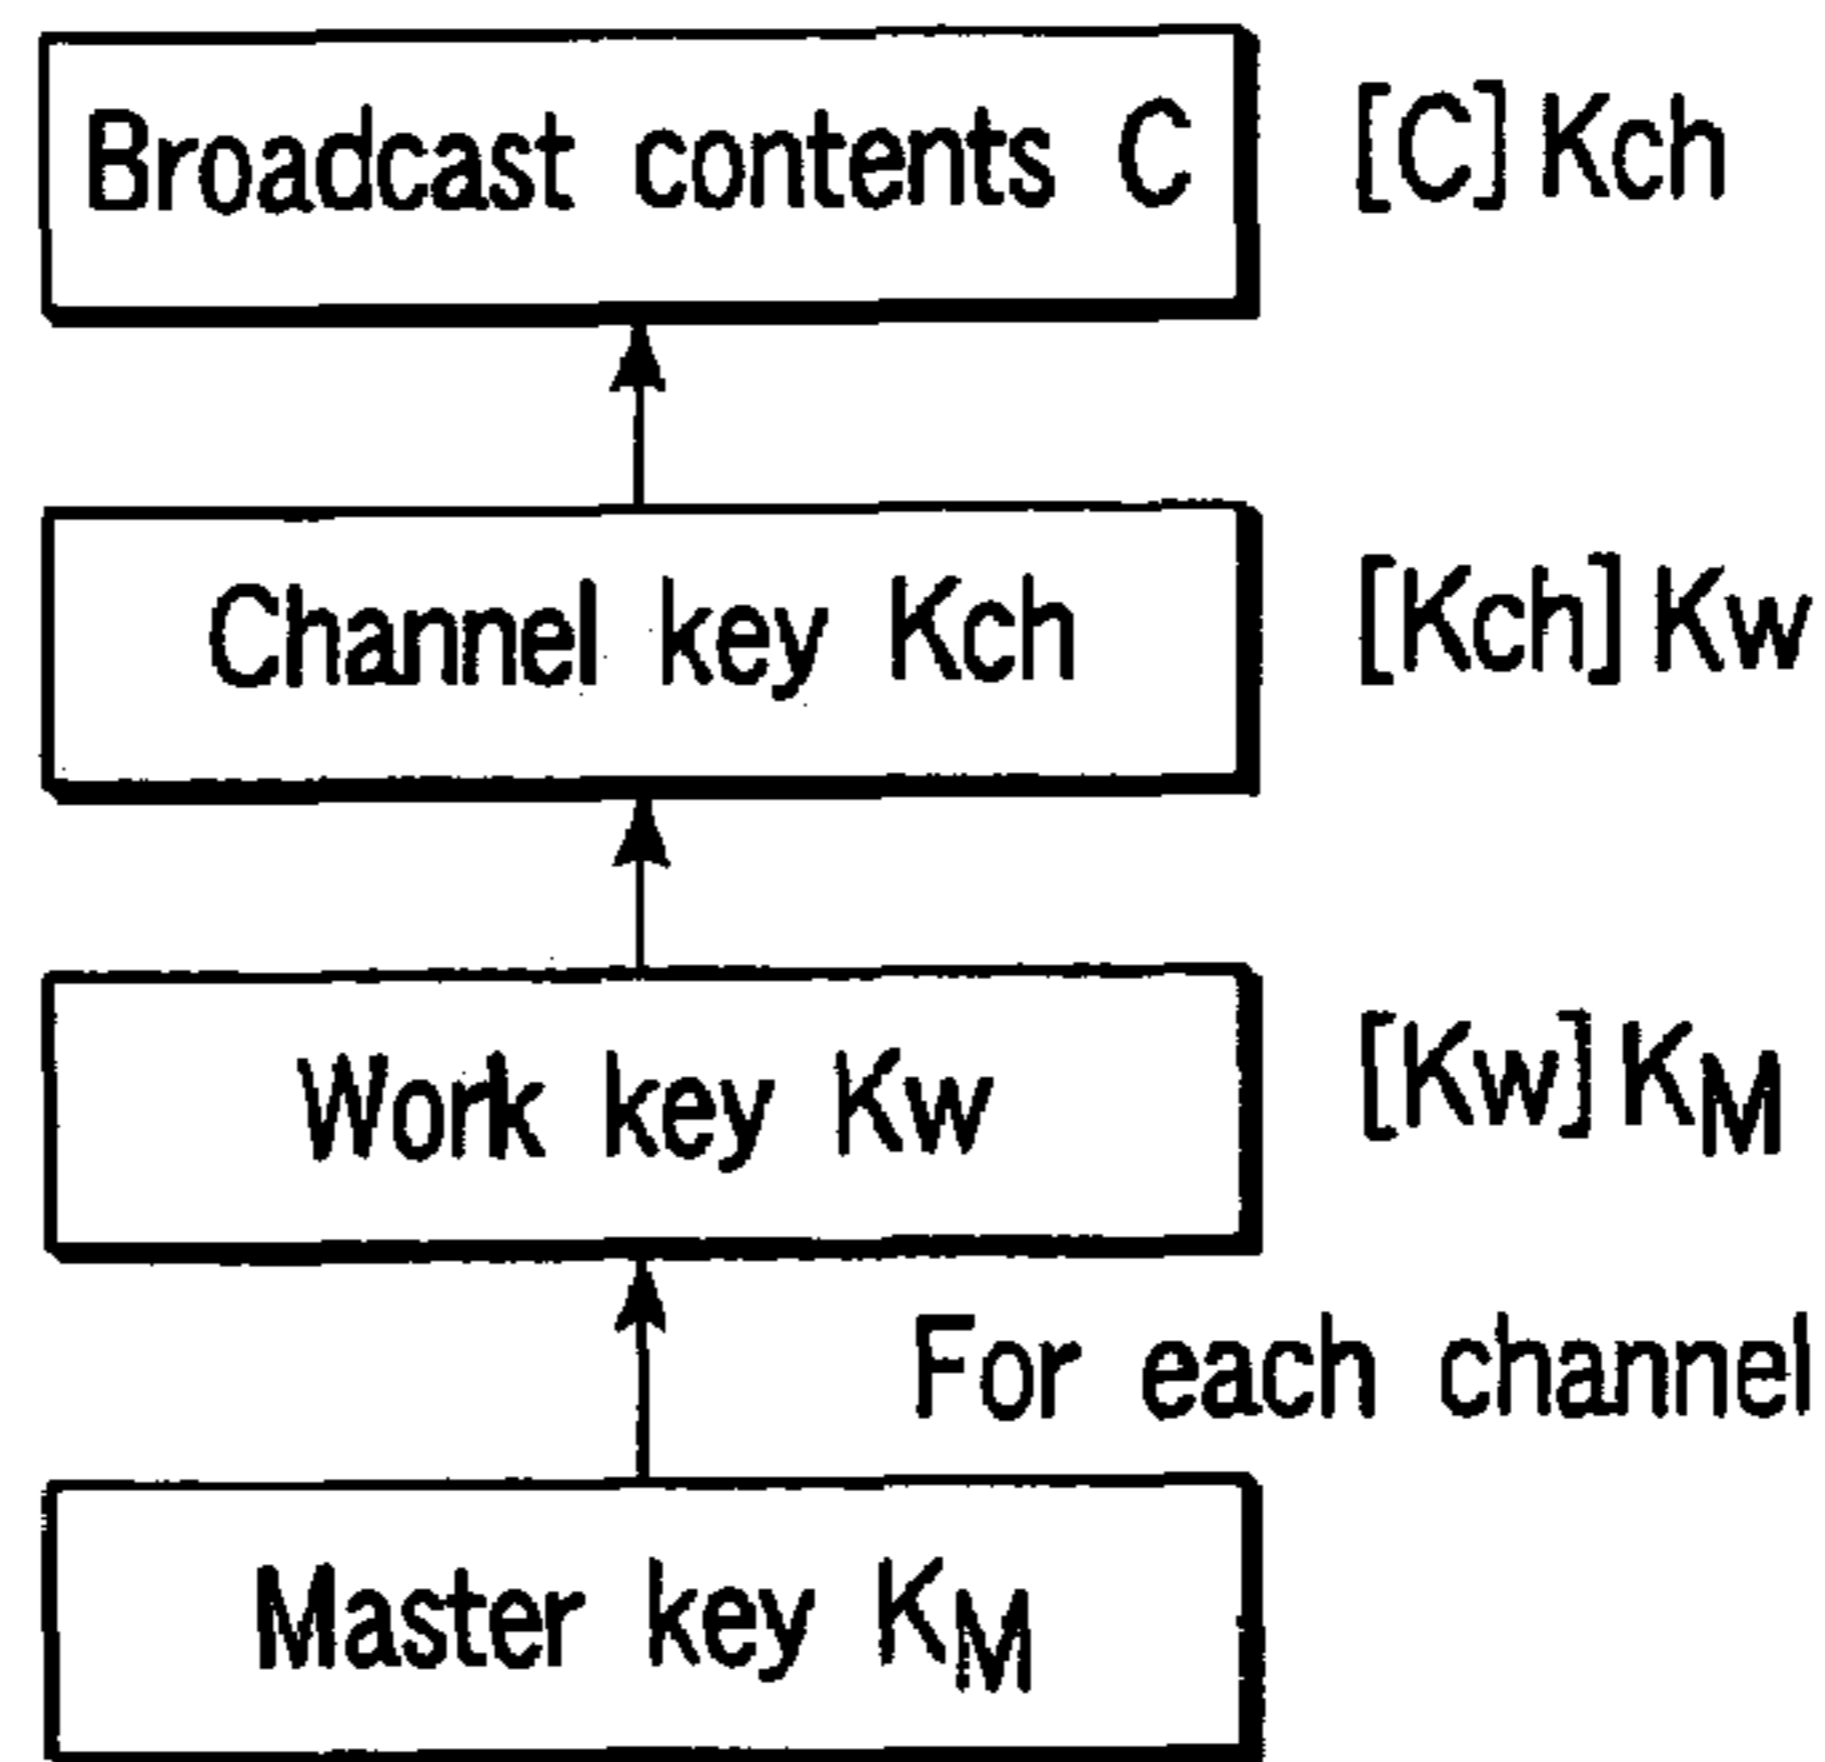 Broadcast contents C [C] Kch
Channel key Kch [Kch] Kw
Work key Kw [Kw] KM
For each channel
Master key KM